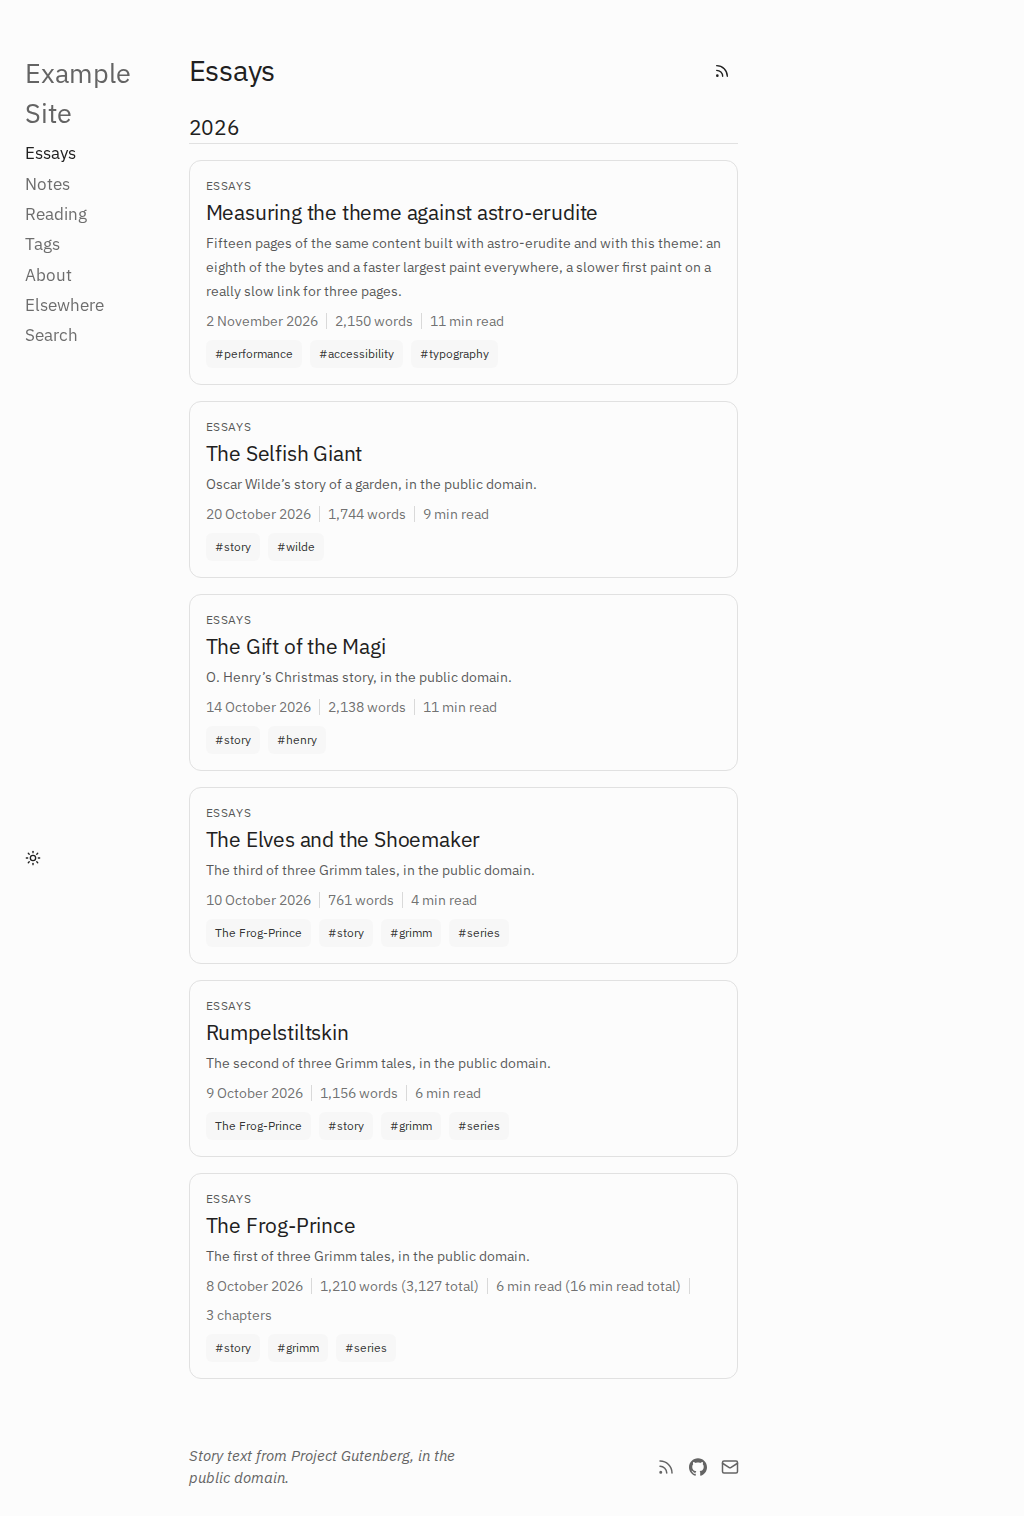 Example
Site
Essays
Notes
Reading
Tags
About
Elsewhere
Search
Essays
2026
ESSAYS
Measuring the theme against astro-erudite
Fifteen pages of the same content built with astro-erudite and with this theme: an
eighth of the bytes and a faster largest paint everywhere, a slower first paint on a
really slow link for three pages.
2 November 2026 | 2,150 words | 11 min read
#performance #accessibility #typography
ESSAYS
The Selfish Giant
Oscar Wilde’s story of a garden, in the public domain.
20 October 2026 | 1,744 words | 9 min read
#story #wilde
ESSAYS
The Gift of the Magi
O. Henry’s Christmas story, in the public domain.
14 October 2026 | 2,138 words | 11 min read
#story #henry
ESSAYS
The Elves and the Shoemaker
The third of three Grimm tales, in the public domain.
10 October 2026 | 761 words | 4 min read
The Frog-Prince #story #grimm #series
ESSAYS
Rumpelstiltskin
The second of three Grimm tales, in the public domain.
9 October 2026 | 1,156 words | 6 min read
The Frog-Prince #story #grimm #series
ESSAYS
The Frog-Prince
The first of three Grimm tales, in the public domain.
8 October 2026 | 1,210 words (3,127 total) | 6 min read (16 min read total) |
3 chapters
#story #grimm #series
Story text from Project Gutenberg, in the
public domain.